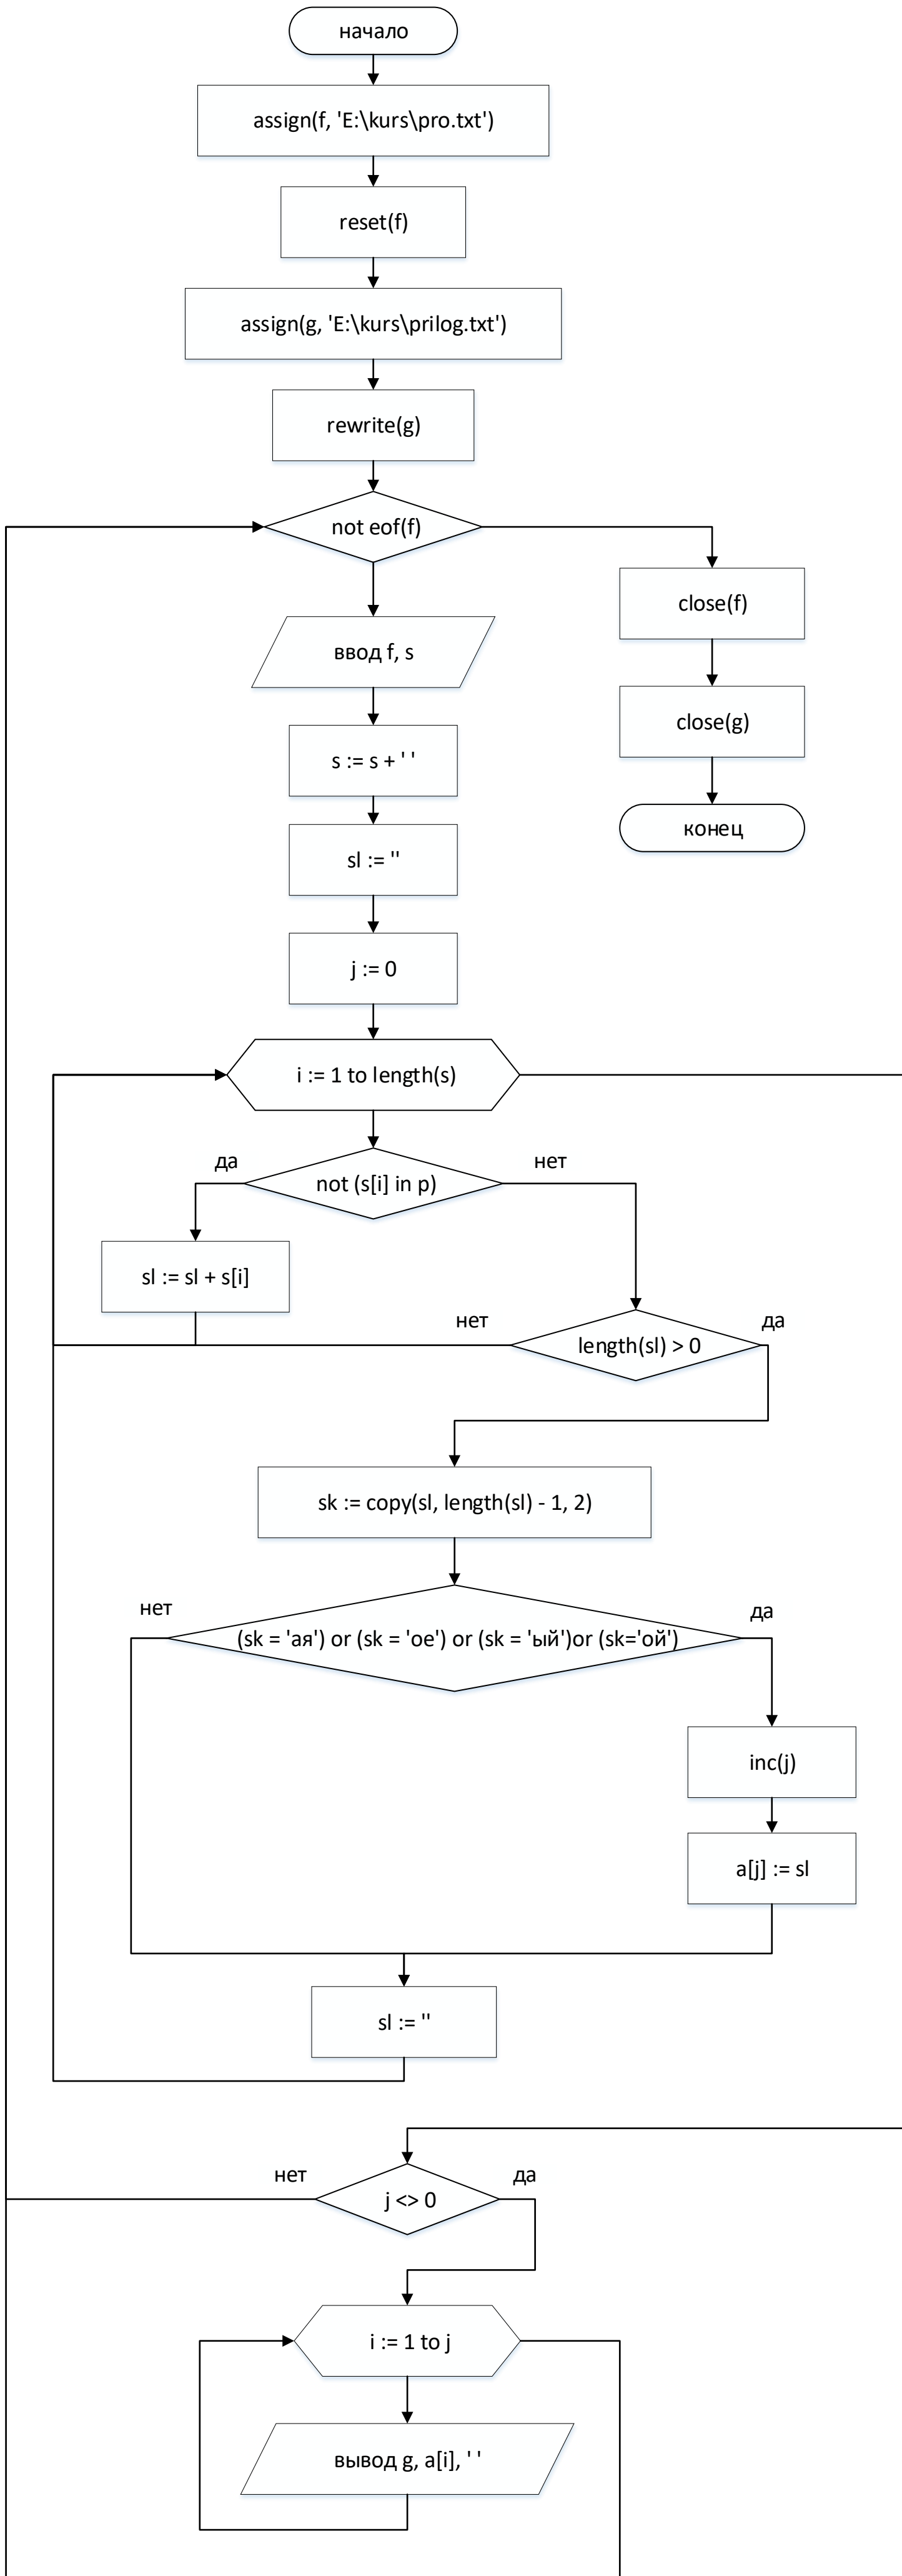 начало
assign(f, 'E:\kurs\pro.txt')
reset(f)
assign(g, 'E:\kurs\prilog.txt')
rewrite(g)
not eof(f)
ввод f, s
close(f)
s := s + ' '
close(g)
sl := ''
конец
j := 0
i := 1 to length(s)
да
not (s[i] in p)
нет
sl := sl + s[i]
нет
length(sl) > 0
да
sk := copy(sl, length(sl) - 1, 2)
нет
(sk = 'ая') or (sk = 'ое') or (sk = 'ый')or (sk='ой')
да
inc(j)
a[j] := sl
sl := ''
нет
j <> 0
да
i := 1 to j
вывод g, a[i], ' '